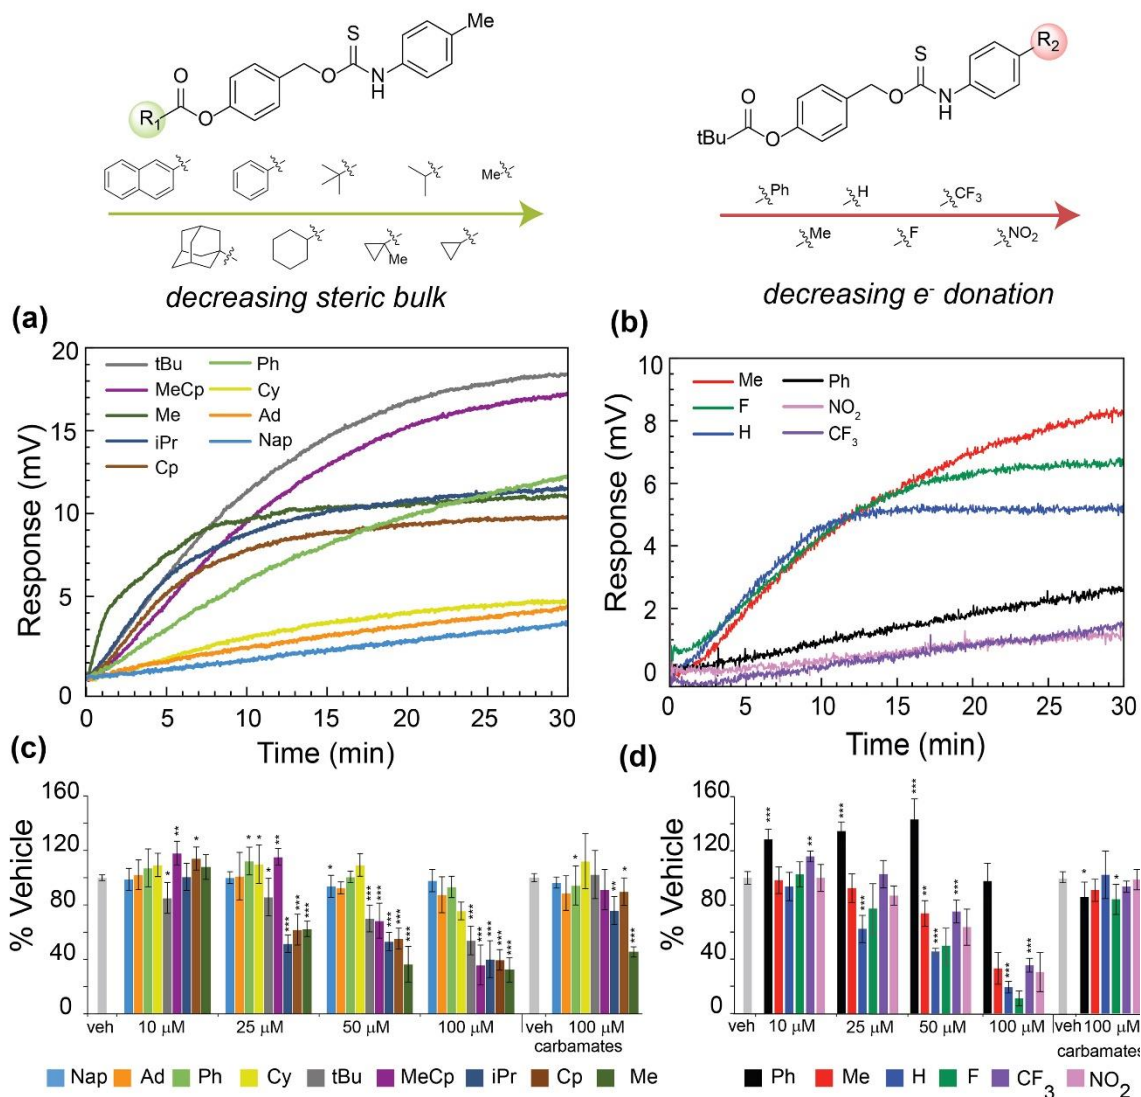 Me
S
O
O
N
H
R1
O
Me
Me
decreasing steric bulk
R2
S
O
O
N
H
tBu
O
Ph
H
CF3
Me
F
NO2
decreasing e- donation
(a)
20
15
10
5
0
Response (mV)
tBu
Ph
MeCp
Cy
Me
Ad
iPr
Nap
Cp
0 5 10 15 20 25 30
Time (min)
(b)
10
8
6
4
2
0
Response (mV)
Me
Ph
F
NO2
H
CF3
0 5 10 15 20 25 30
Time (min)
(c)
160
120
80
40
0
% Vehicle
* ** *
* * * ** *** *** ***
* *** *** *** *** ***
*** *** *** *** ***
* ** * ***
veh 10 µM 25 µM 50 µM 100 µM veh 100 µM
carbamates
Nap Ad Ph Cy tBu MeCp iPr Cp Me
(d)
160
120
80
40
0
% Vehicle
*** **
*** ***
*** ** *** ***
*** ***
* *
veh 10 µM 25 µM 50 µM 100 µM veh 100 µM
carbamates
Ph Me H F CF3 NO2